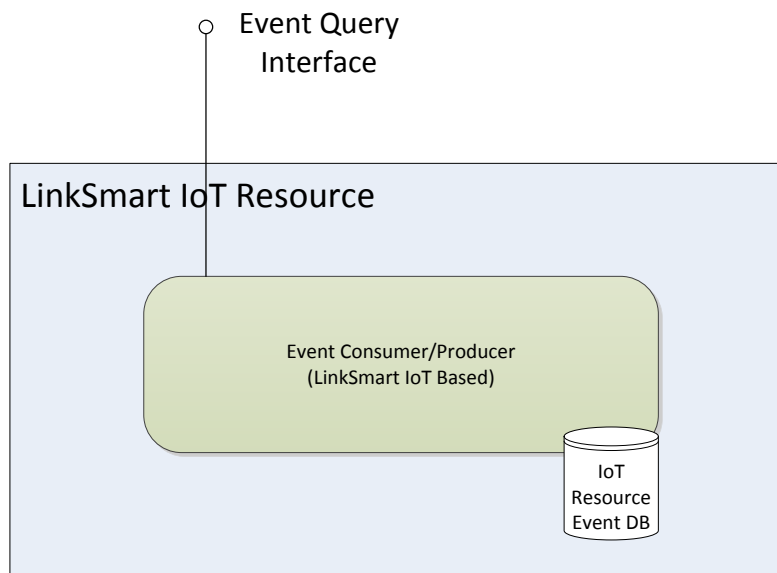 Event Query
Interface
LinkSmart IoT Resource
Event Consumer/Producer
(LinkSmart IoT Based)
IoT
Resource
Event DB